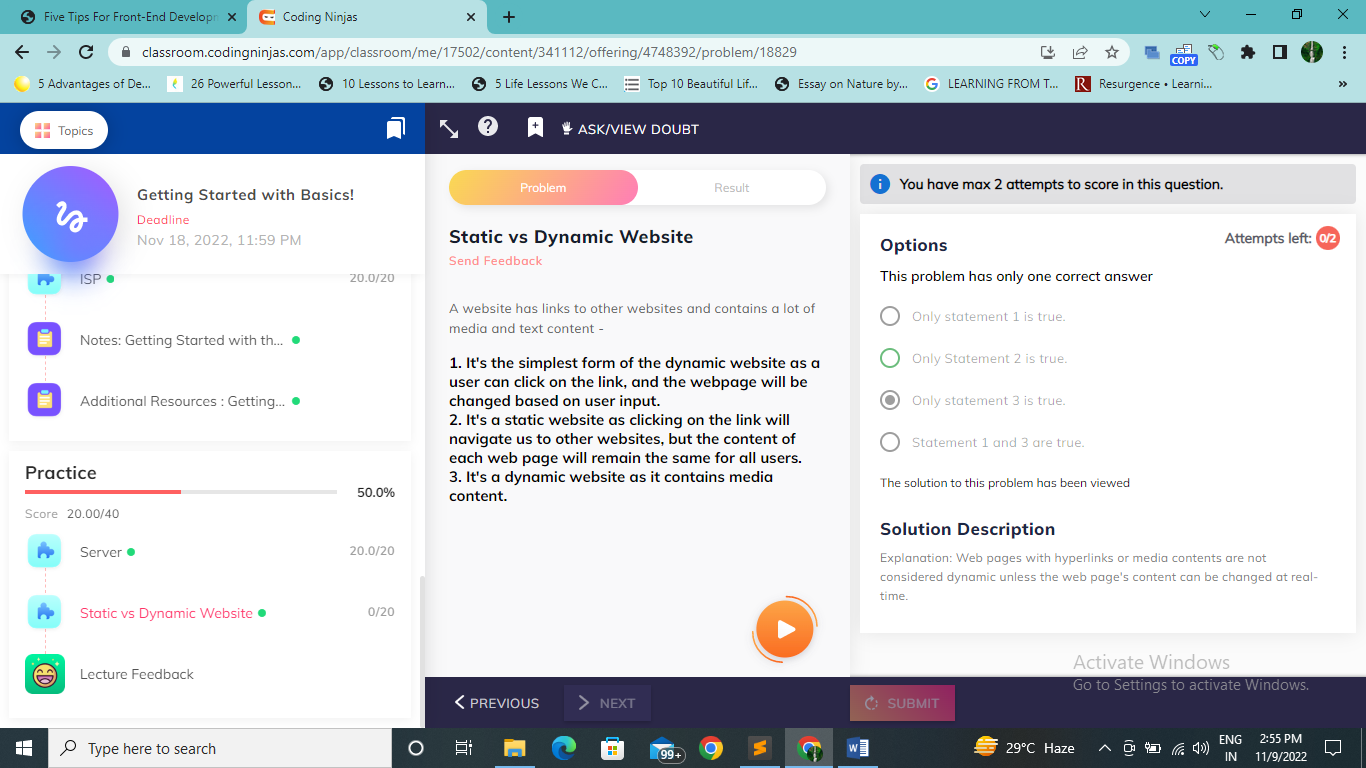 Five Tips For Front-End Developm
Coding Ninjas
classroom.codingninjas.com/app/classroom/me/17502/content/341112/offering/4748392/problem/18829
COPY
5 Advantages of De...
26 Powerful Lesson...
10 Lessons to Learn...
5 Life Lessons We C...
Top 10 Beautiful Lif...
Essay on Nature by...
LEARNING FROM T...
Resurgence • Learni...
»
Topics
ASK/VIEW DOUBT
Getting Started with Basics!
Deadline
Nov 18, 2022, 11:59 PM
ISP
20.0/20
Notes: Getting Started with th...
Additional Resources : Getting...
Practice
50.0%
Score 20.00/40
Server
20.0/20
Static vs Dynamic Website
0/20
Lecture Feedback
Problem
Result
Static vs Dynamic Website
Send Feedback
A website has links to other websites and contains a lot of
media and text content -
1. It's the simplest form of the dynamic website as a
user can click on the link, and the webpage will be
changed based on user input.
2. It's a static website as clicking on the link will
navigate us to other websites, but the content of
each web page will remain the same for all users.
3. It's a dynamic website as it contains media
content.
PREVIOUS
NEXT
You have max 2 attempts to score in this question.
Options
Attempts left: 0/2
This problem has only one correct answer
Only statement 1 is true.
Only Statement 2 is true.
Only statement 3 is true.
Statement 1 and 3 are true.
The solution to this problem has been viewed
Solution Description
Explanation: Web pages with hyperlinks or media contents are not
considered dynamic unless the web page's content can be changed at real-
time.
Activate Windows
Go to Settings to activate Windows.
SUBMIT
Type here to search
99+
29°C Haze
ENG
IN
2:55 PM
11/9/2022